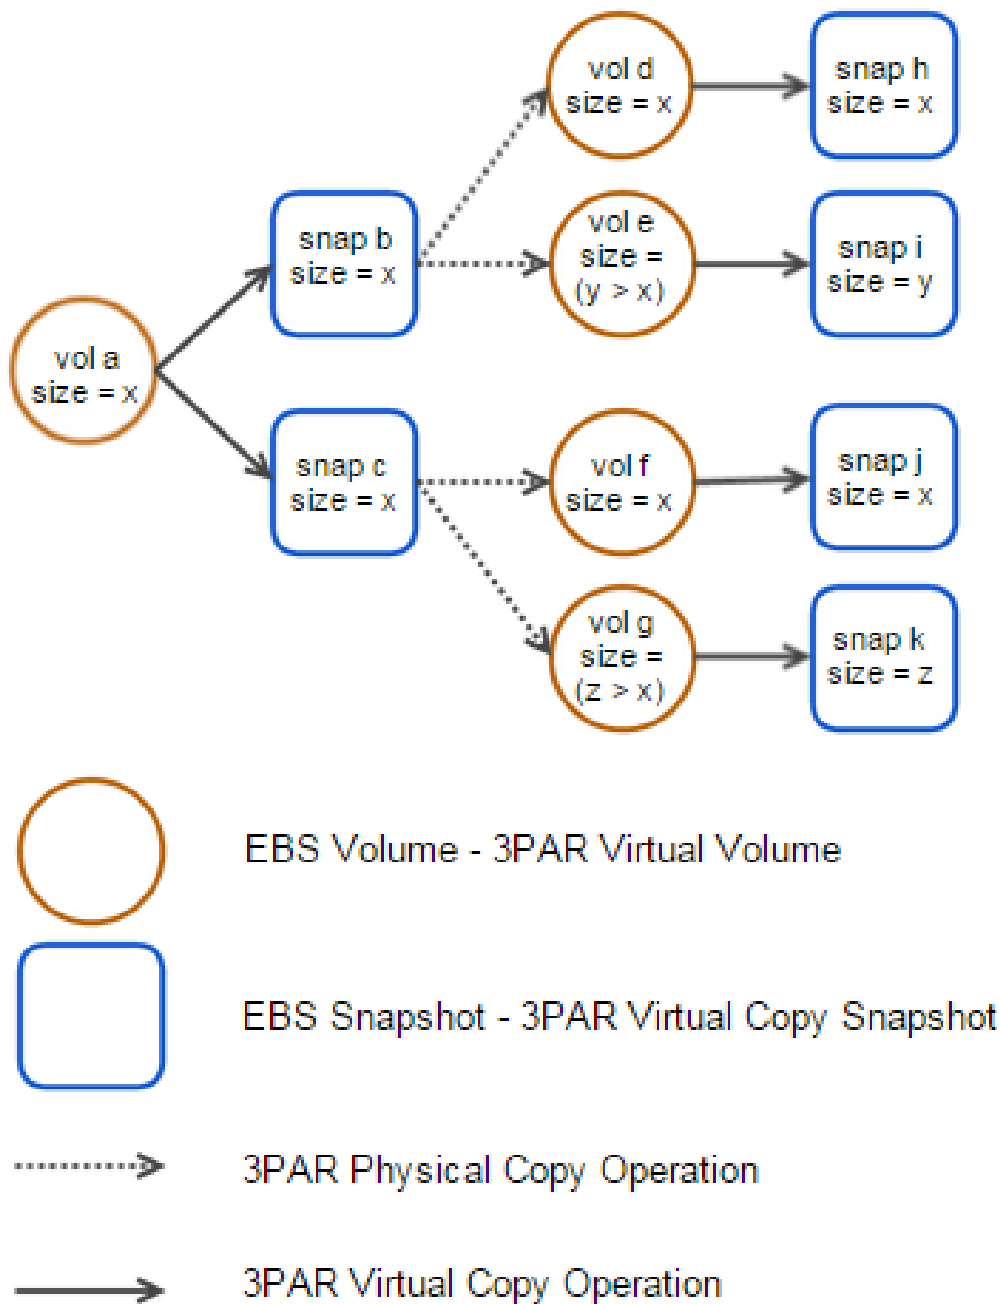 vol d
size = x
snap h
size = x
vol e
size =
(y > x)
snap i
size = y
snap b
size = x
vol a
size = x
snap c
size = x
vol f
size = x
snap j
size = x
vol g
size =
(z > x)
snap k
size = z
EBS Volume - 3PAR Virtual Volume
EBS Snapshot - 3PAR Virtual Copy Snapshot
3PAR Physical Copy Operation
3PAR Virtual Copy Operation